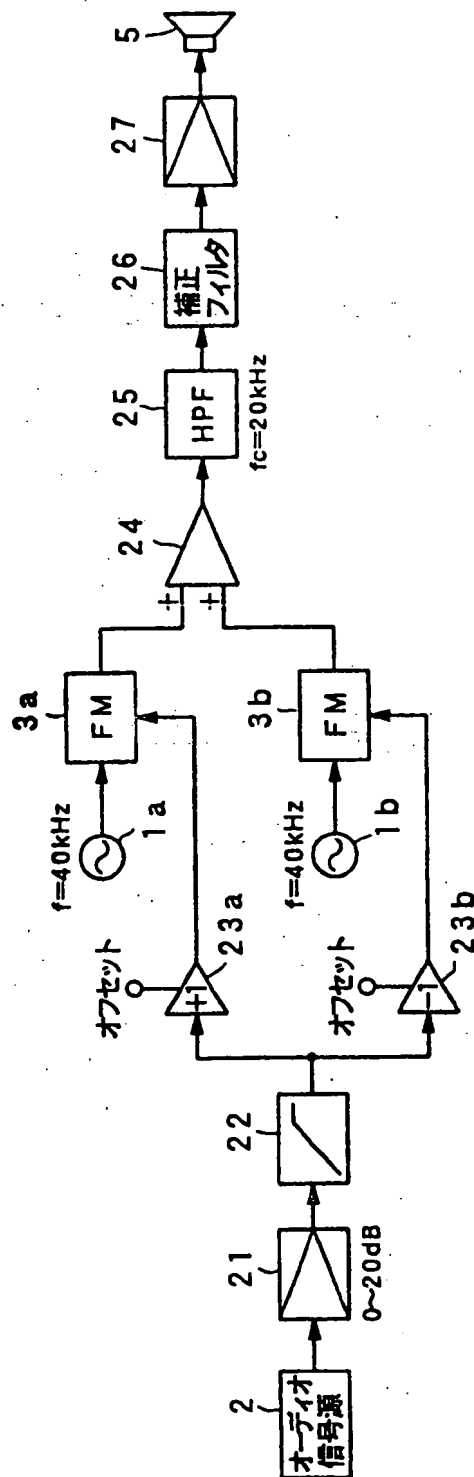 2
オーディオ
信号源
21
0~20dB
22
オフセット
+1
23a
オフセット
-1
23b
f=40kHz
1a
f=40kHz
1b
3a
FM
3b
FM
+
+
24
25
HPF
fc=20kHz
26
補正
フィルタ
27
5